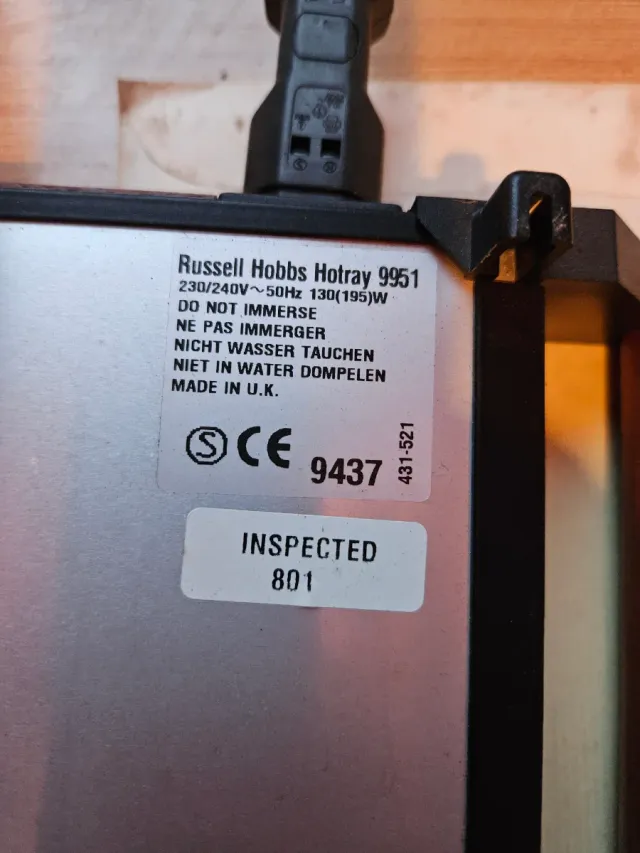 Russell Hobbs Hotray 9951
230/240V~50Hz 130(195)W
DO NOT IMMERSE
NE PAS IMMERGER
NICHT WASSER TAUCHEN
NIET IN WATER DOMPELEN
MADE IN U.K.
S CE 9437
431-521
INSPECTED
801